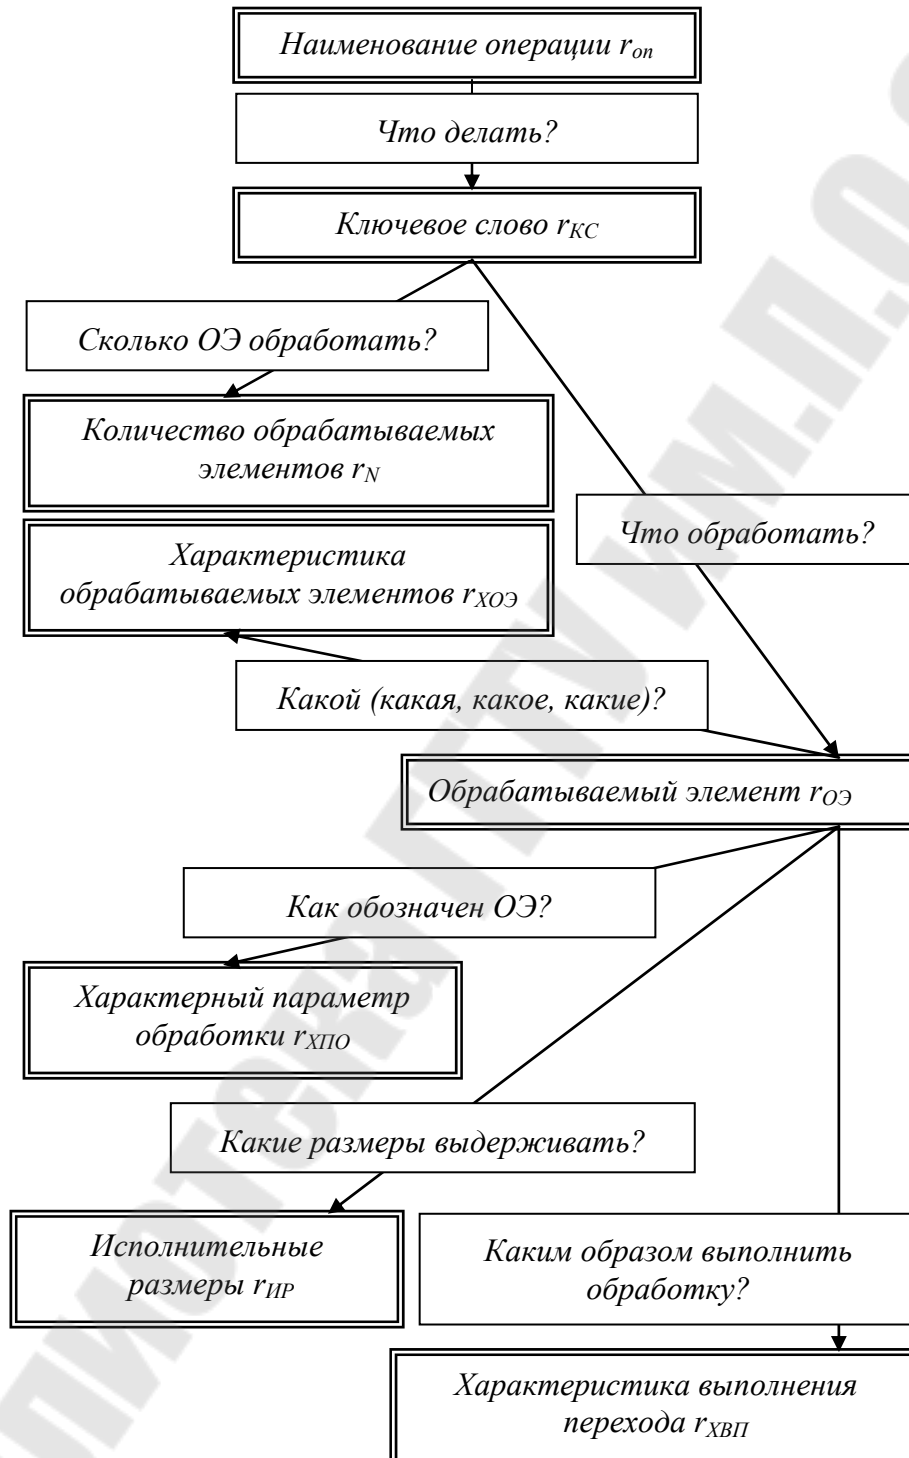 Наименование операции r_оп
Что делать?
Ключевое слово r_КС
Сколько ОЭ обработать?
Количество обрабатываемых
элементов r_N
Что обработать?
Характеристика
обрабатываемых элементов r_ХОЭ
Какой (какая, какое, какие)?
Обрабатываемый элемент r_ОЭ
Как обозначен ОЭ?
Характерный параметр
обработки r_ХПО
Какие размеры выдерживать?
Исполнительные
размеры r_ИР
Каким образом выполнить
обработку?
Характеристика выполнения
перехода r_ХВП
ГГТУ им.П.О